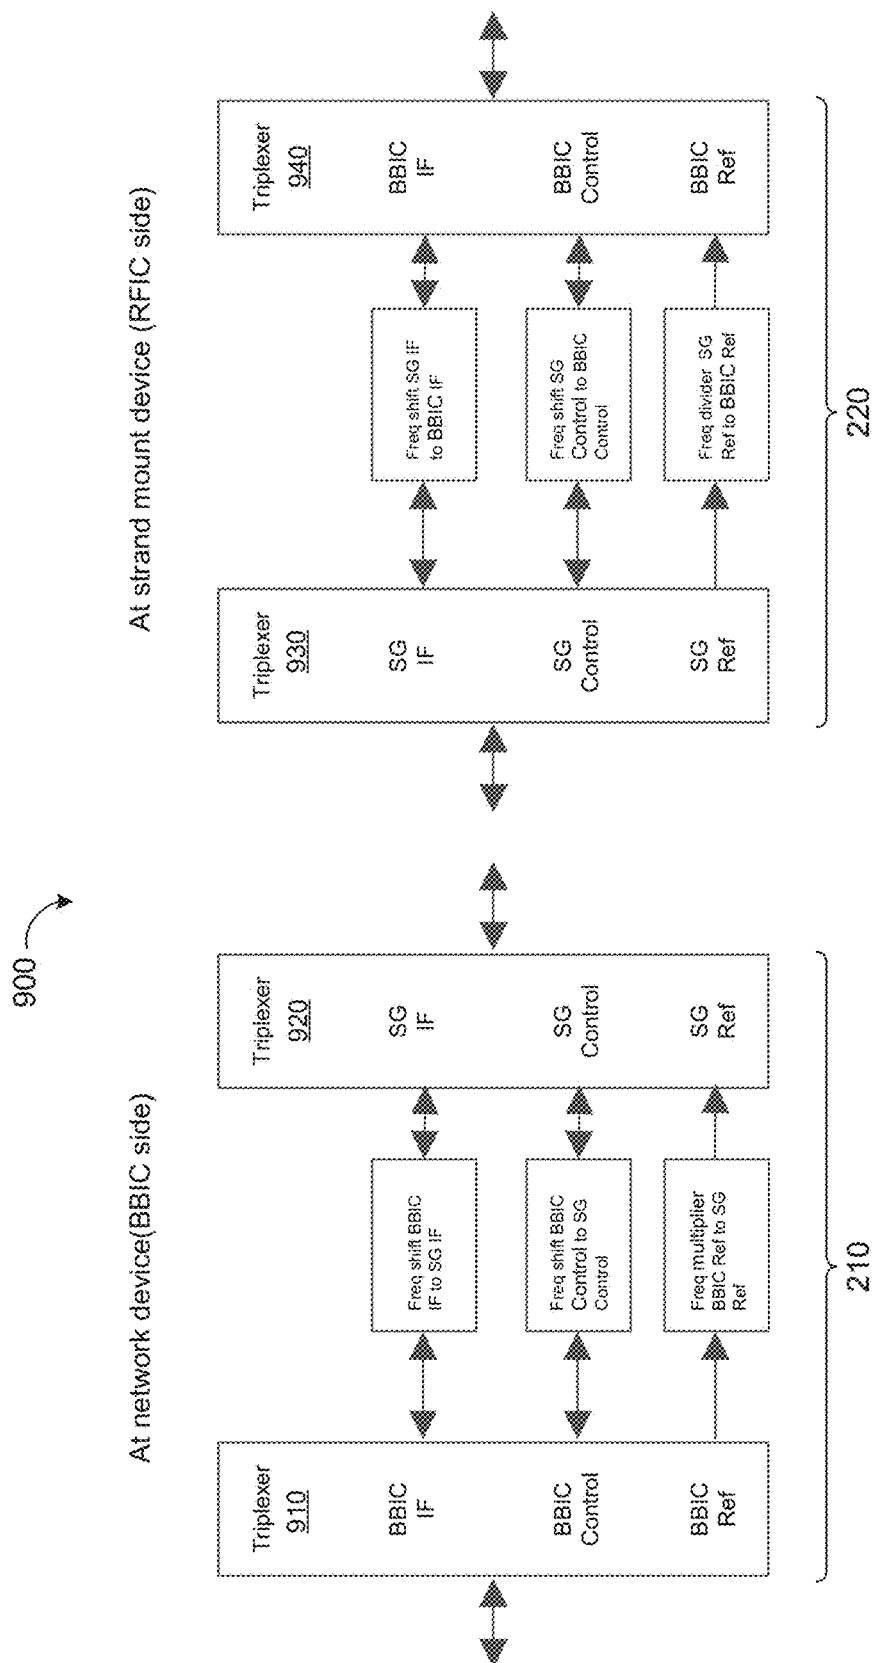 900
At network device(BBIC side)
Triplexer
910
BBIC
IF
BBIC
Control
BBIC
Ref
Freq shift BBIC
IF to SG IF
Freq shift BBIC
Control to SG
Control
Freq multiplier
BBIC Ref to SG
Ref
Triplexer
920
SG
IF
SG
Control
SG
Ref
210
At strand mount device (RFIC side)
Triplexer
930
SG
IF
SG
Control
SG
Ref
Freq shift SG IF
to BBIC IF
Freq shift SG
Control to BBIC
Control
Freq divider SG
Ref to BBIC Ref
Triplexer
940
BBIC
IF
BBIC
Control
BBIC
Ref
220